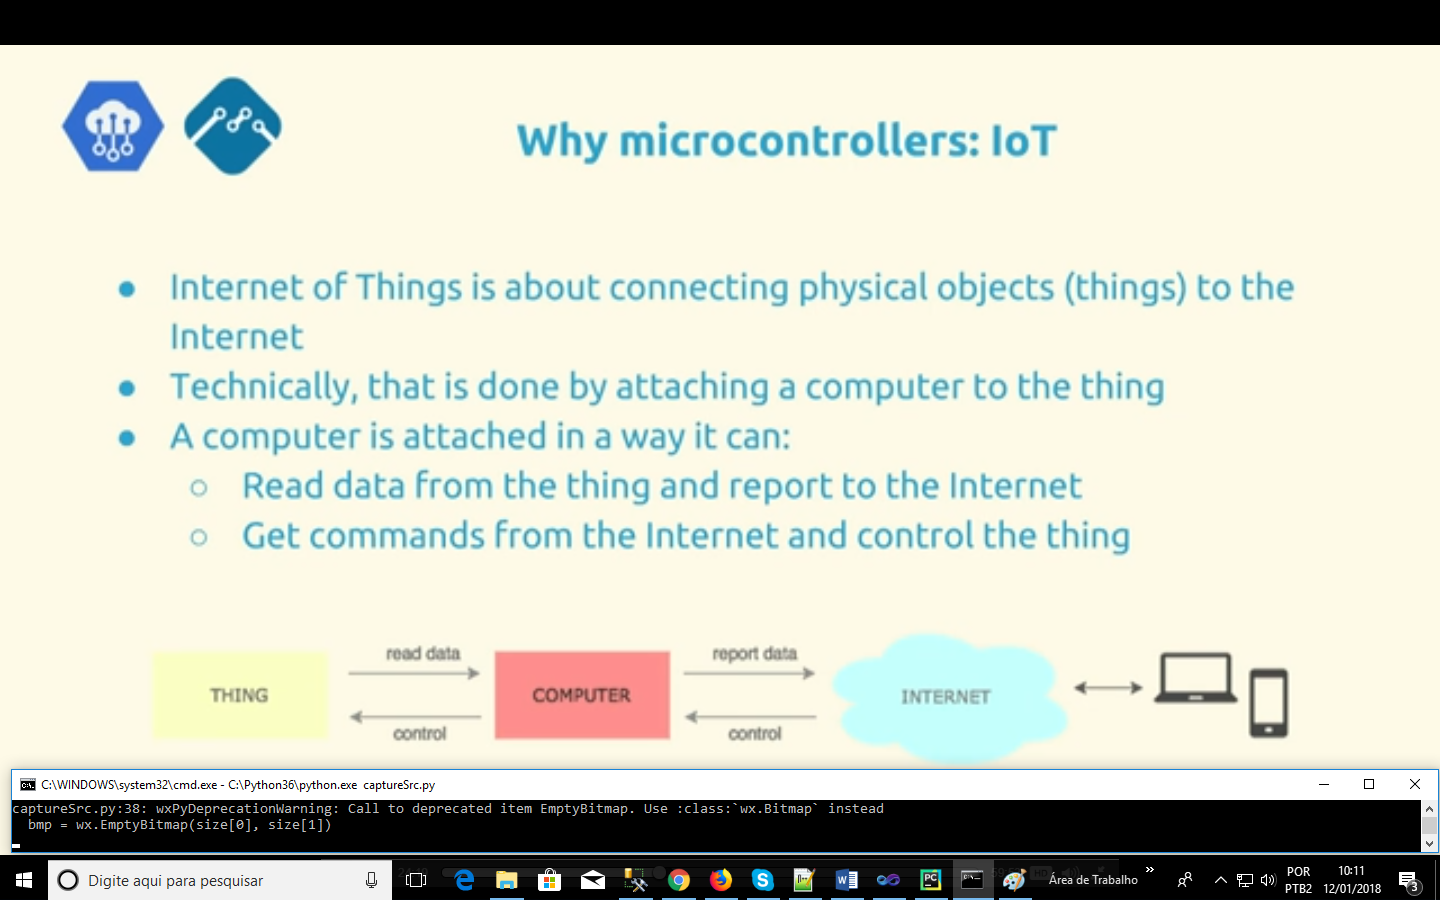 Why microcontrollers: IoT
Internet of Things is about connecting physical objects (things) to the
Internet
Technically, that is done by attaching a computer to the thing
A computer is attached in a way it can:
Read data from the thing and report to the Internet
Get commands from the Internet and control the thing
THING
read data
control
COMPUTER
report data
control
INTERNET
C:\WINDOWS\system32\cmd.exe - C:\Python36\python.exe captureSrc.py
captureSrc.py:38: wxPyDeprecationWarning: Call to deprecated item EmptyBitmap. Use :class:`wx.Bitmap` instead
bmp = wx.EmptyBitmap(size[0], size[1])
Digite aqui para pesquisar
Área de Trabalho
POR
PTB2
10:11
12/01/2018
3